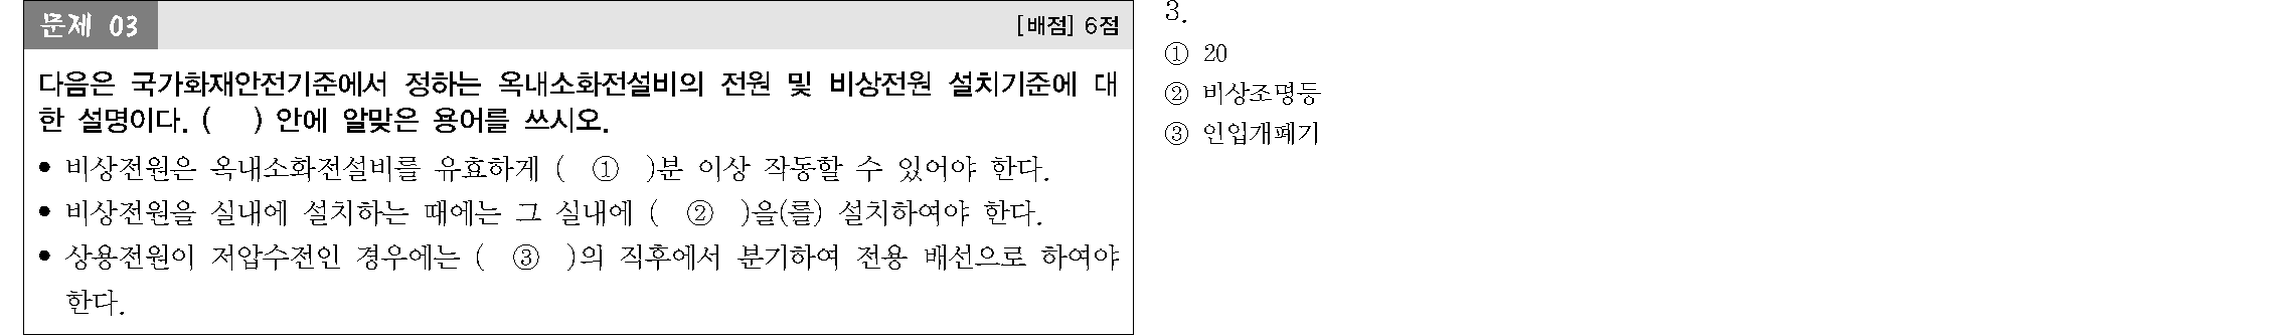 문제 03
[배점] 6점
다음은 국가화재안전기준에서 정하는 옥내소화전설비의 전원 및 비상전원 설치기준에 대
한 설명이다. (　) 안에 알맞은 용어를 쓰시오.
● 비상전원은 옥내소화전설비를 유효하게 ( ① )분 이상 작동할 수 있어야 한다.
● 비상전원을 실내에 설치하는 때에는 그 실내에 ( ② )을(를) 설치하여야 한다.
● 상용전원이 저압수전인 경우에는 ( ③ )의 직후에서 분기하여 전용 배선으로 하여야
한다.
3.
① 20
② 비상조명등
③ 인입개폐기